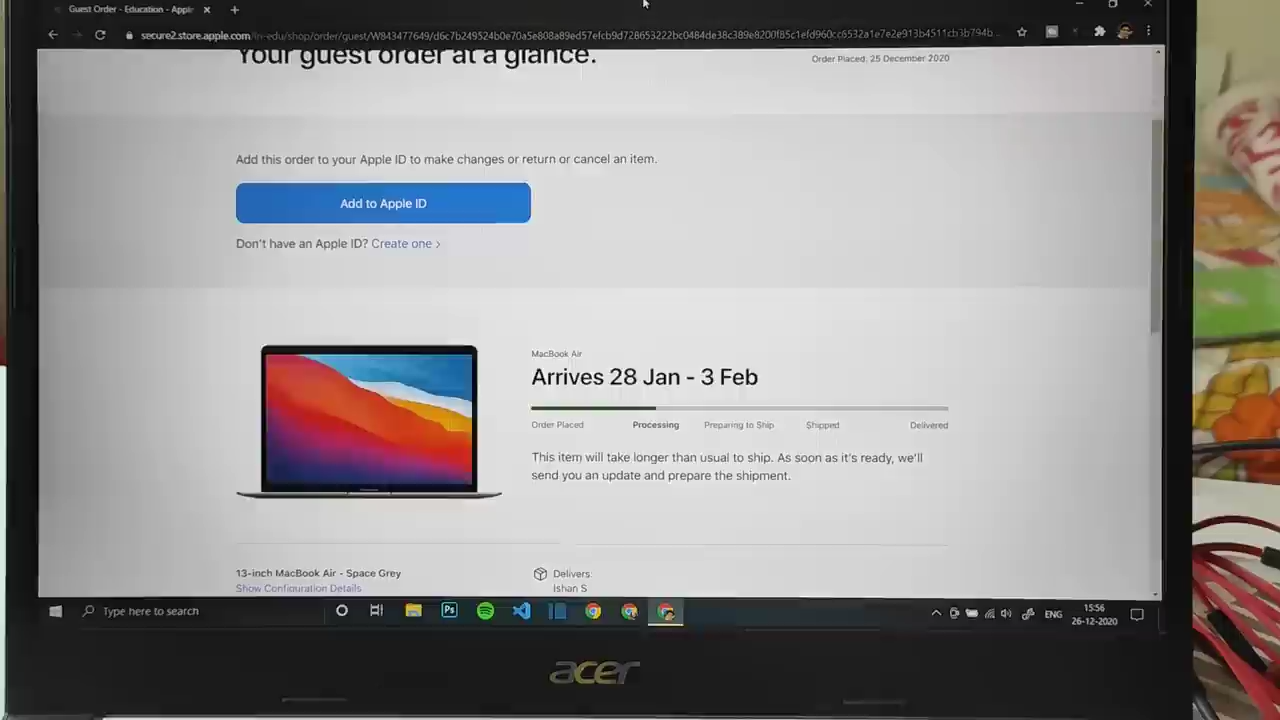 Guest Order - Education - Apple
secure2.store.apple.com
Your guest order at a glance.
Order Placed: 25 December 2020
Add this order to your Apple ID to make changes or return or cancel an item.
Add to Apple ID
Don't have an Apple ID? Create one >
MacBook Air
Arrives 28 Jan - 3 Feb
Order Placed Processing Preparing to Ship Shipped Delivered
This item will take longer than usual to ship. As soon as it's ready, we'll
send you an update and prepare the shipment.
13-inch MacBook Air - Space Grey
Show Configuration Details
Delivers:
Ishan S
Type here to search
Ps
ENG
15:56
26-12-2020
acer